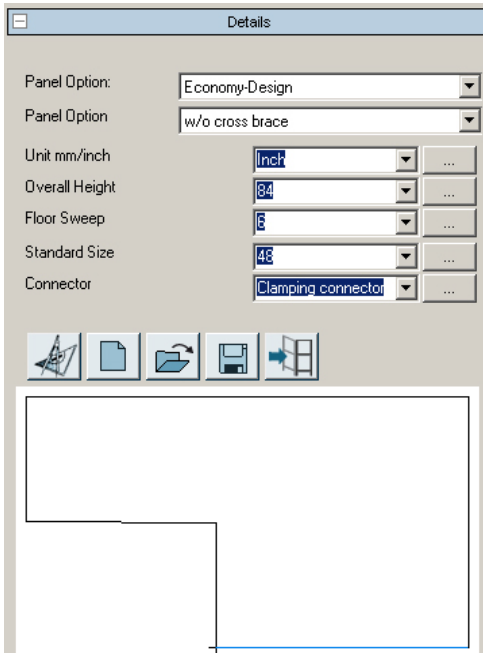 Details
Panel Option: Economy-Design
Panel Option w/o cross brace
Unit mm/inch Inch ...
Overall Height 84 ...
Floor Sweep 6 ...
Standard Size 48 ...
Connector Clamping connector ...